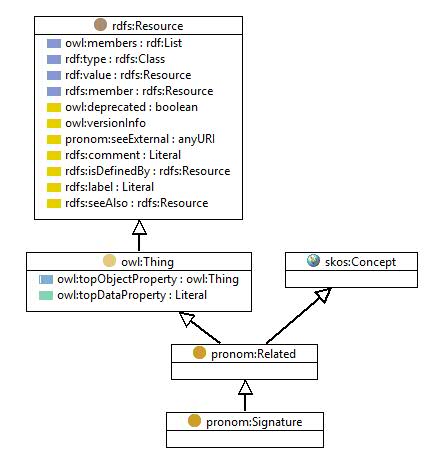 rdfs:Resource
owl:members : rdf:List
rdf:type : rdfs:Class
rdf:value : rdfs:Resource
rdfs:member : rdfs:Resource
owl:deprecated : boolean
owl:versionInfo
pronom:seeExternal : anyURI
rdfs:comment : Literal
rdfs:isDefinedBy : rdfs:Resource
rdfs:label : Literal
rdfs:seeAlso : rdfs:Resource
owl:Thing
owl:topObjectProperty : owl:Thing
owl:topDataProperty : Literal
skos:Concept
pronom:Related
pronom:Signature